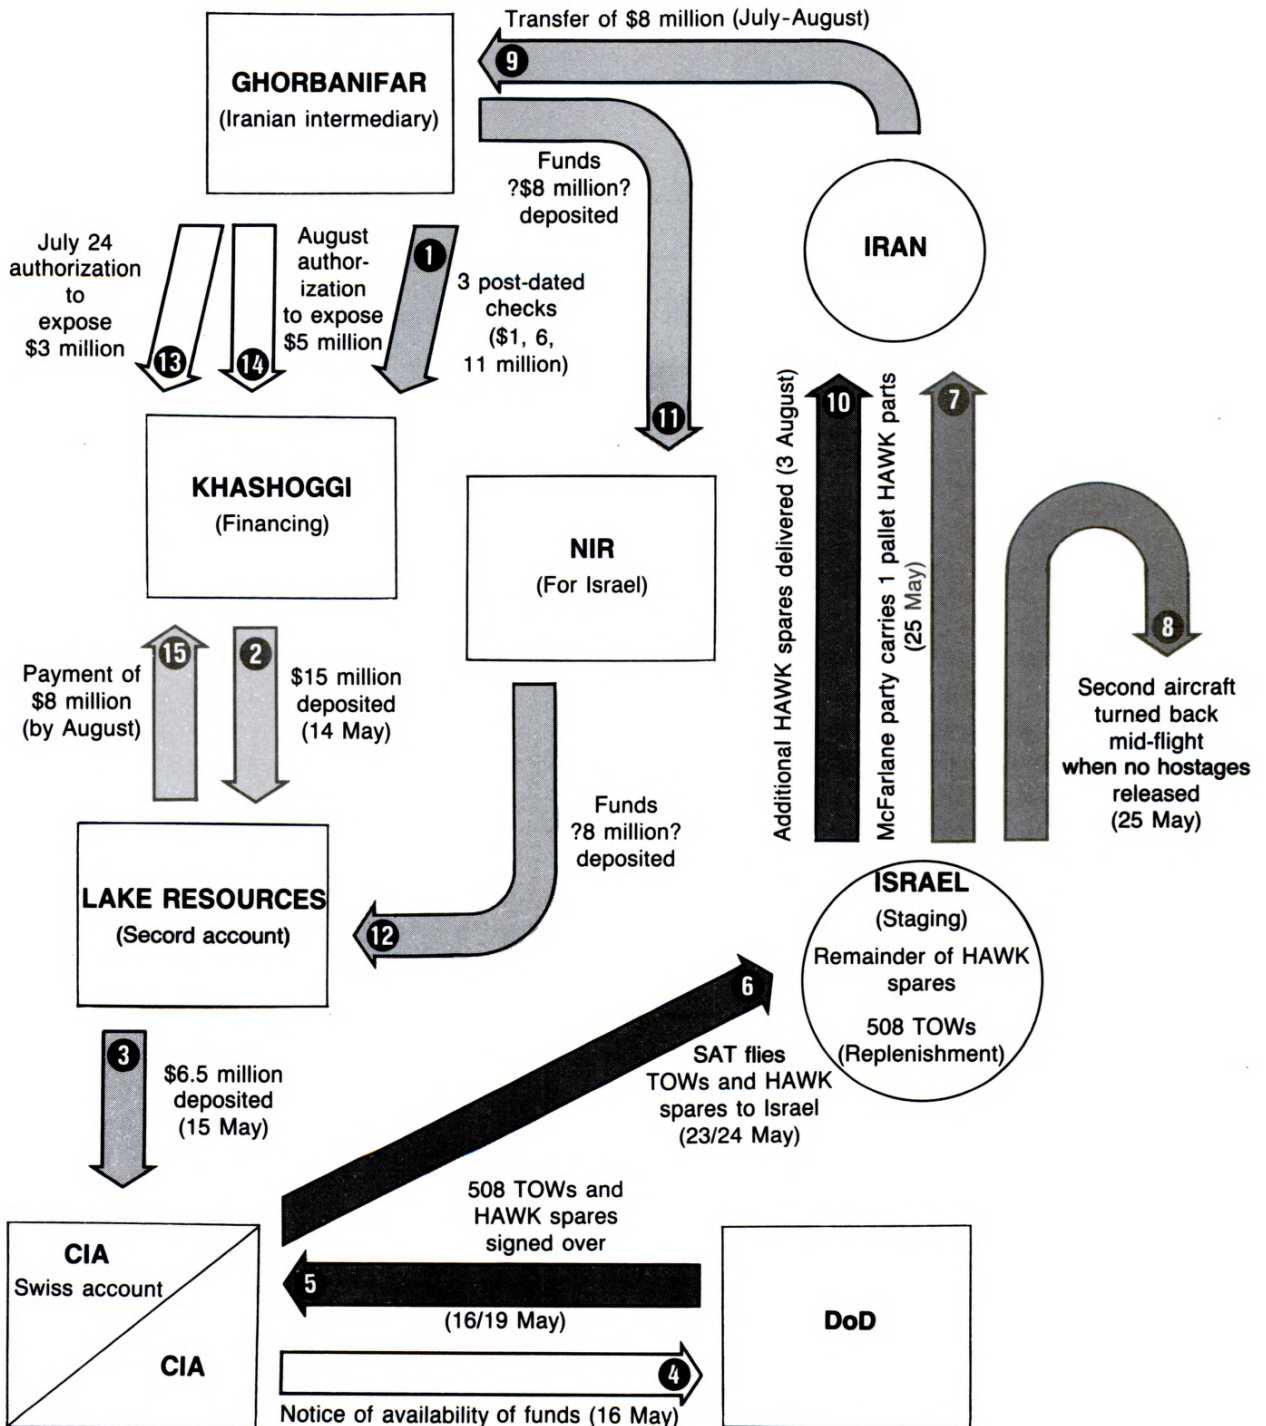 Transfer of $8 million (July-August)
9
GHORBANIFAR
(Iranian intermediary)
Funds
?$8 million?
deposited
IRAN
July 24
authorization
to
expose
$3 million
13
August
author-
ization
to expose
$5 million
14
1
3 post-dated
checks
($1, 6,
11 million)
11
KHASHOGGI
(Financing)
NIR
(For Israel)
Additional HAWK spares delivered (3 August)
10
McFarlane party carries 1 pallet HAWK parts
(25 May)
7
8
Second aircraft
turned back
mid-flight
when no hostages
released
(25 May)
Payment of
$8 million
(by August)
15
2
$15 million
deposited
(14 May)
Funds
?8 million?
deposited
LAKE RESOURCES
(Secord account)
12
ISRAEL
(Staging)
Remainder of HAWK
spares
508 TOWs
(Replenishment)
6
SAT flies
TOWs and HAWK
spares to Israel
(23/24 May)
3
$6.5 million
deposited
(15 May)
508 TOWs and
HAWK spares
signed over
5
(16/19 May)
CIA
Swiss account
CIA
DoD
4
Notice of availability of funds (16 May)